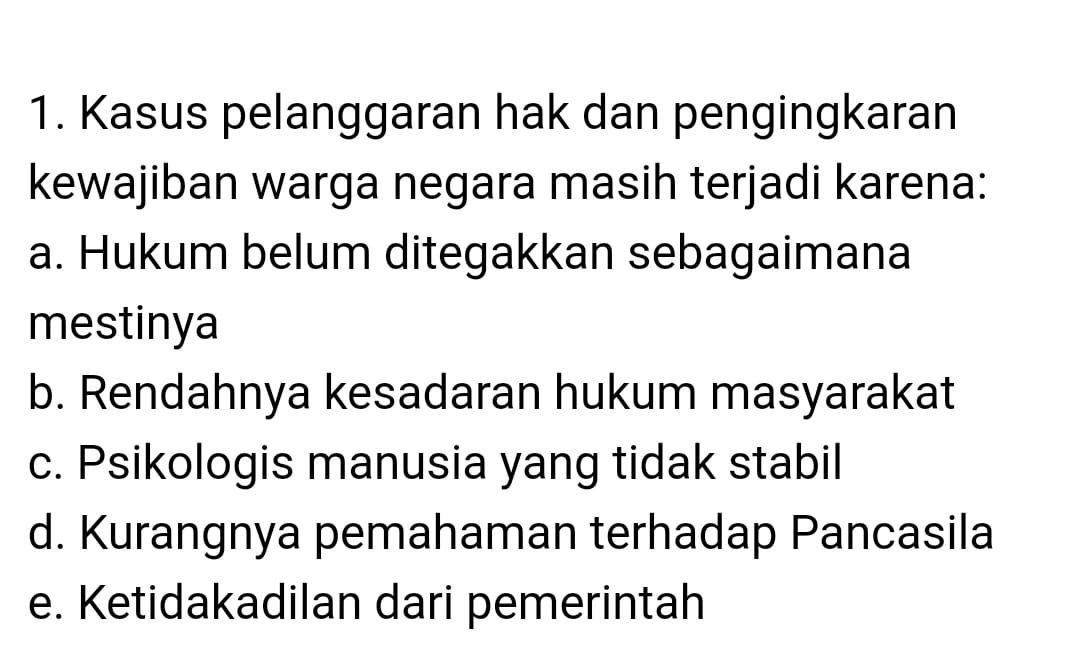 1. Kasus pelanggaran hak dan pengingkaran
kewajiban warga negara masih terjadi karena:
a. Hukum belum ditegakkan sebagaimana
mestinya
b. Rendahnya kesadaran hukum masyarakat
c. Psikologis manusia yang tidak stabil
d. Kurangnya pemahaman terhadap Pancasila
e. Ketidakadilan dari pemerintah